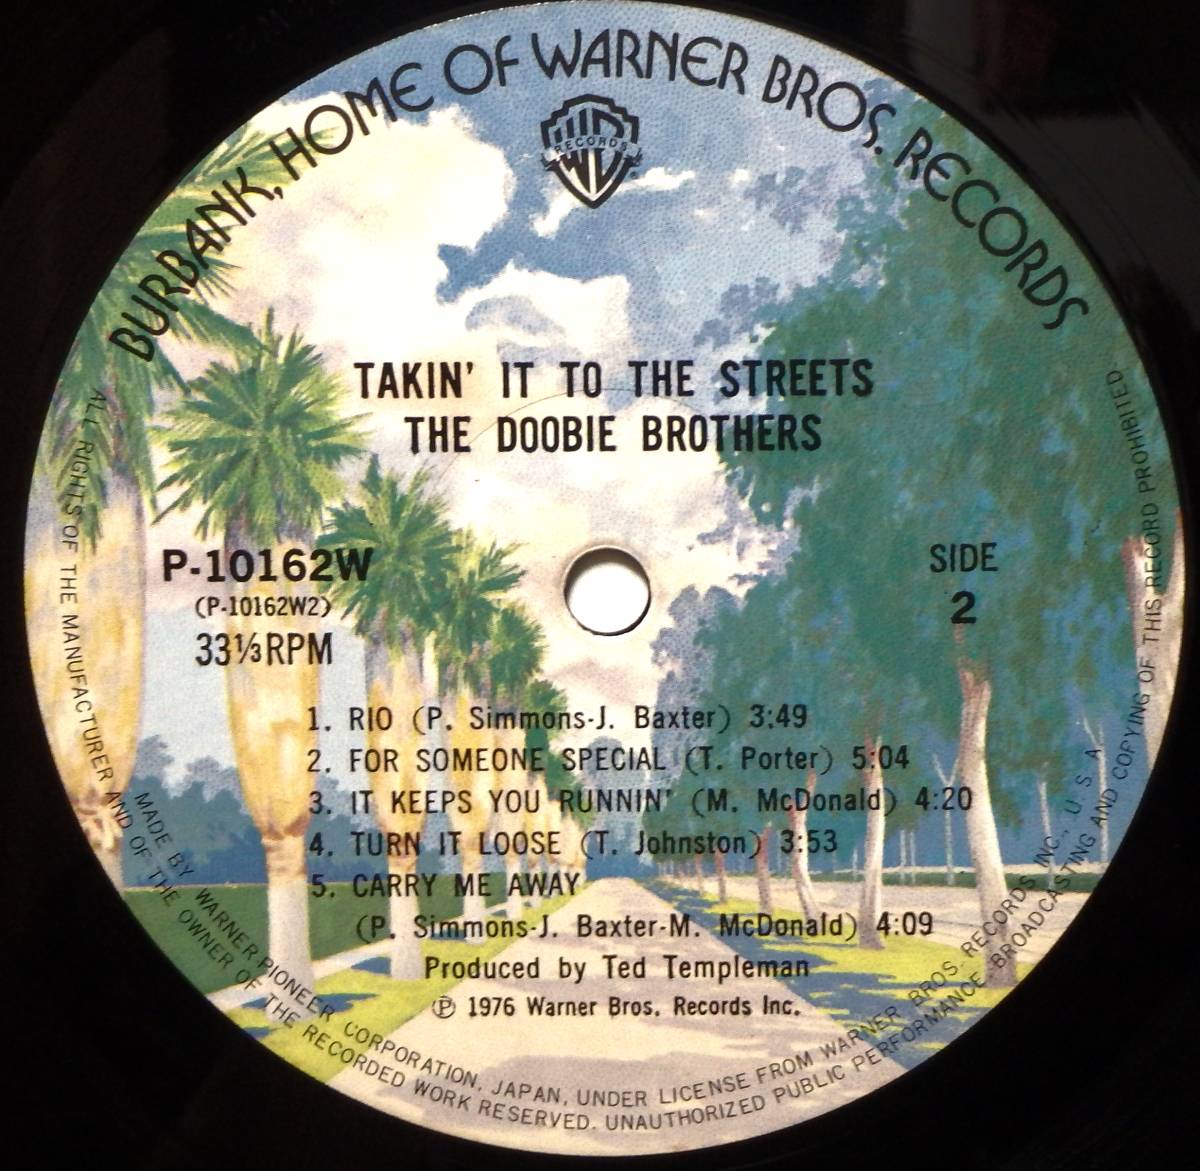 BURBANK, HOME OF WARNER BROS. RECORDS
WB
RECORDS
TAKIN' IT TO THE STREETS
THE DOOBIE BROTHERS
P-10162W
(P-10162W2)
33⅓RPM
SIDE
2
1. RIO (P. Simmons-J. Baxter) 3:49
2. FOR SOMEONE SPECIAL (T. Porter) 5:04
3. IT KEEPS YOU RUNNIN' (M. McDonald) 4:20
4. TURN IT LOOSE (T. Johnston) 3:53
5. CARRY ME AWAY
(P. Simmons-J. Baxter-M. McDonald) 4:09
Produced by Ted Templeman
Ⓟ 1976 Warner Bros. Records Inc.
MADE BY WARNER PIONEER CORPORATION, JAPAN, UNDER LICENSE FROM WARNER BROS. RECORDS INC., U S A
ALL RIGHTS OF THE MANUFACTURER AND OF THE OWNER OF THE RECORDED WORK RESERVED. UNAUTHORIZED PUBLIC PERFORMANCE. BROADCASTING AND COPYING OF THIS RECORD PROHIBITED